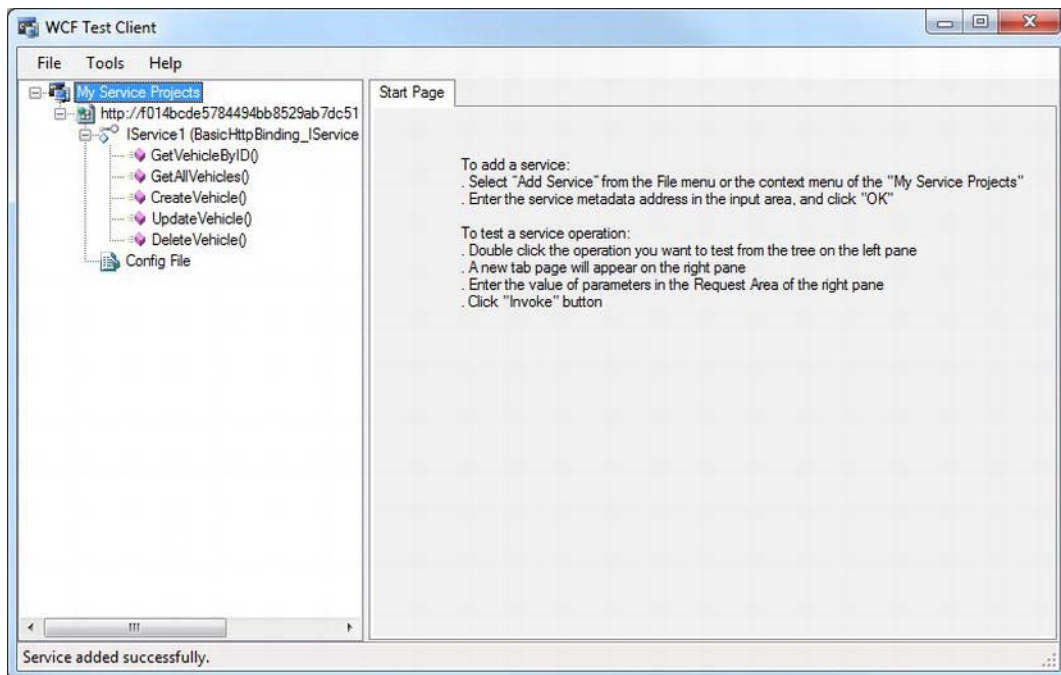 WCF Test Client
File Tools Help
My Service Projects
http://f014bcde5784494bb8529ab7dc51
IService1 (BasicHttpBinding_IService
GetVehicleByID()
GetAllVehicles()
CreateVehicle()
UpdateVehicle()
DeleteVehicle()
Config File
Start Page
To add a service:
. Select "Add Service" from the File menu or the context menu of the "My Service Projects"
. Enter the service metadata address in the input area, and click "OK"
To test a service operation:
. Double click the operation you want to test from the tree on the left pane
. A new tab page will appear on the right pane
. Enter the value of parameters in the Request Area of the right pane
. Click "Invoke" button
Service added successfully.